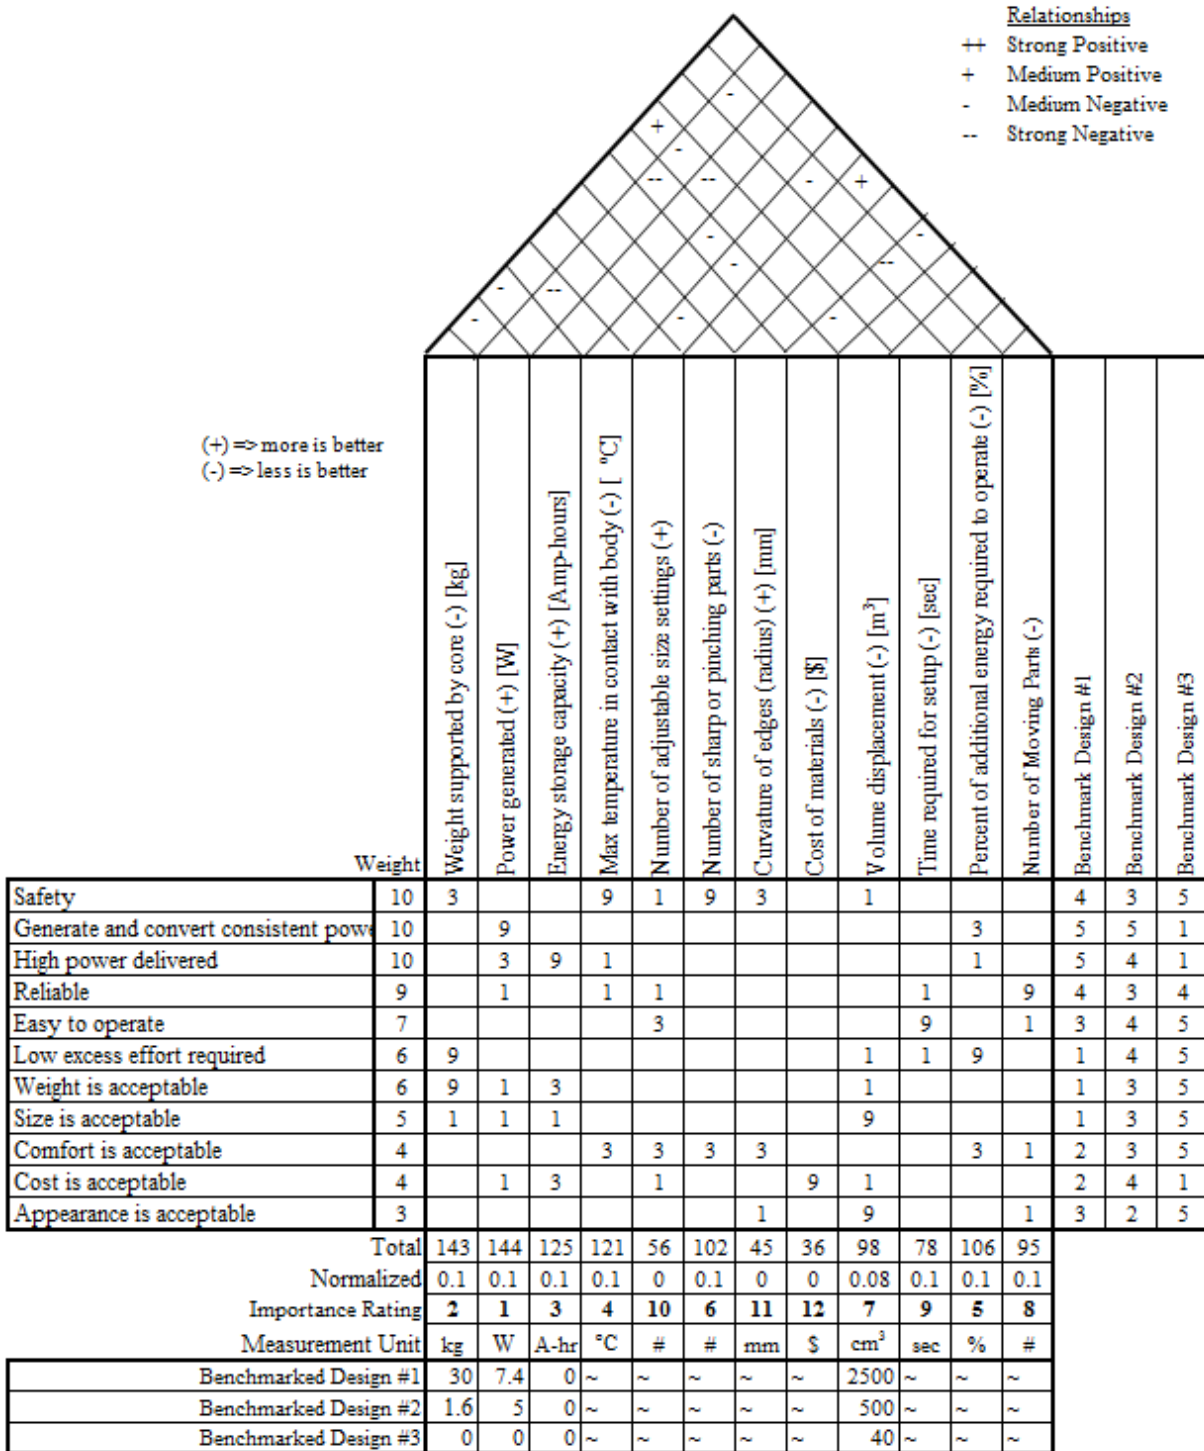 Relationships
++ Strong Positive
+ Medium Positive
- Medium Negative
-- Strong Negative
-
+
-
-- -- - +
- -
- --
- --
- - -
(+) => more is better
(-) => less is better
Weight
Weight supported by core (-) [kg]
Power generated (+) [W]
Energy storage capacity (+) [Amp-hours]
Max temperature in contact with body (-) [ °C]
Number of adjustable size settings (+)
Number of sharp or pinching parts (-)
Curvature of edges (radius) (+) [mm]
Cost of materials (-) [$]
Volume displacement (-) [m³]
Time required for setup (-) [sec]
Percent of additional energy required to operate (-) [%]
Number of Moving Parts (-)
Benchmark Design #1
Benchmark Design #2
Benchmark Design #3
Safety 10 3 9 1 9 3 1 4 3 5
Generate and convert consistent powe 10 9 3 5 5 1
High power delivered 10 3 9 1 1 5 4 1
Reliable 9 1 1 1 1 9 4 3 4
Easy to operate 7 3 9 1 3 4 5
Low excess effort required 6 9 1 1 9 1 4 5
Weight is acceptable 6 9 1 3 1 1 3 5
Size is acceptable 5 1 1 1 9 1 3 5
Comfort is acceptable 4 3 3 3 3 3 1 2 3 5
Cost is acceptable 4 1 3 1 9 1 2 4 1
Appearance is acceptable 3 1 9 1 3 2 5
Total 143 144 125 121 56 102 45 36 98 78 106 95
Normalized 0.1 0.1 0.1 0.1 0 0.1 0 0 0.08 0.1 0.1 0.1
Importance Rating 2 1 3 4 10 6 11 12 7 9 5 8
Measurement Unit kg W A-hr °C # # mm $ cm³ sec % #
Benchmarked Design #1 30 7.4 0 ~ ~ ~ ~ ~ 2500 ~ ~ ~
Benchmarked Design #2 1.6 5 0 ~ ~ ~ ~ ~ 500 ~ ~ ~
Benchmarked Design #3 0 0 0 ~ ~ ~ ~ ~ 40 ~ ~ ~